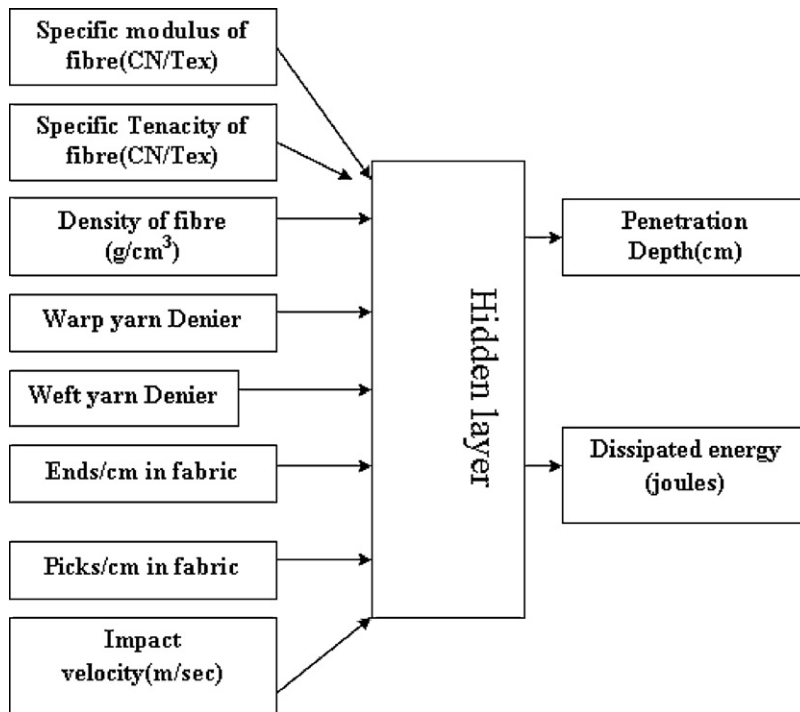 Specific modulus of
fibre(CN/Tex)
Specific Tenacity of
fibre(CN/Tex)
Density of fibre
(g/cm³)
Warp yarn Denier
Weft yarn Denier
Ends/cm in fabric
Picks/cm in fabric
Impact
velocity(m/sec)
Hidden layer
Penetration
Depth(cm)
Dissipated energy
(joules)